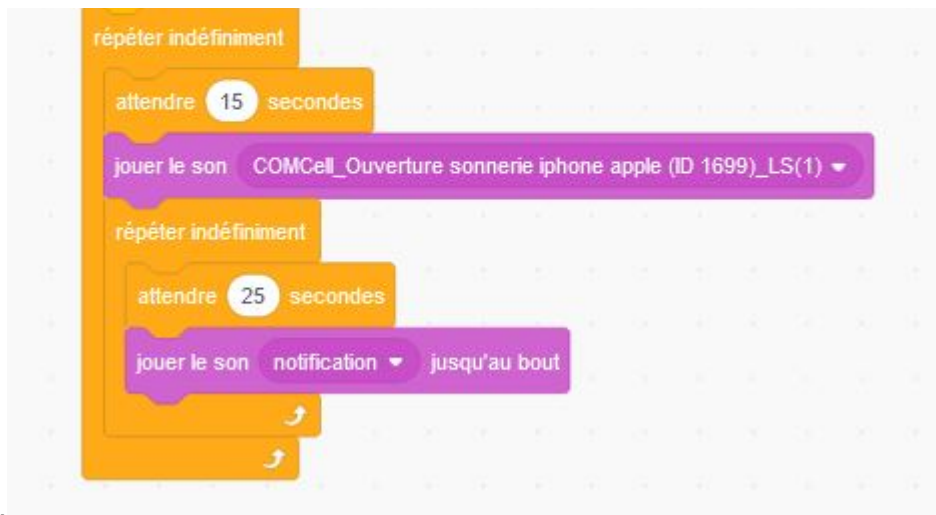 répéter indéfiniment
attendre 15 secondes
jouer le son COMCell_Ouverture sonnerie iphone apple (ID 1699)_LS(1)
répéter indéfiniment
attendre 25 secondes
jouer le son notification jusqu'au bout